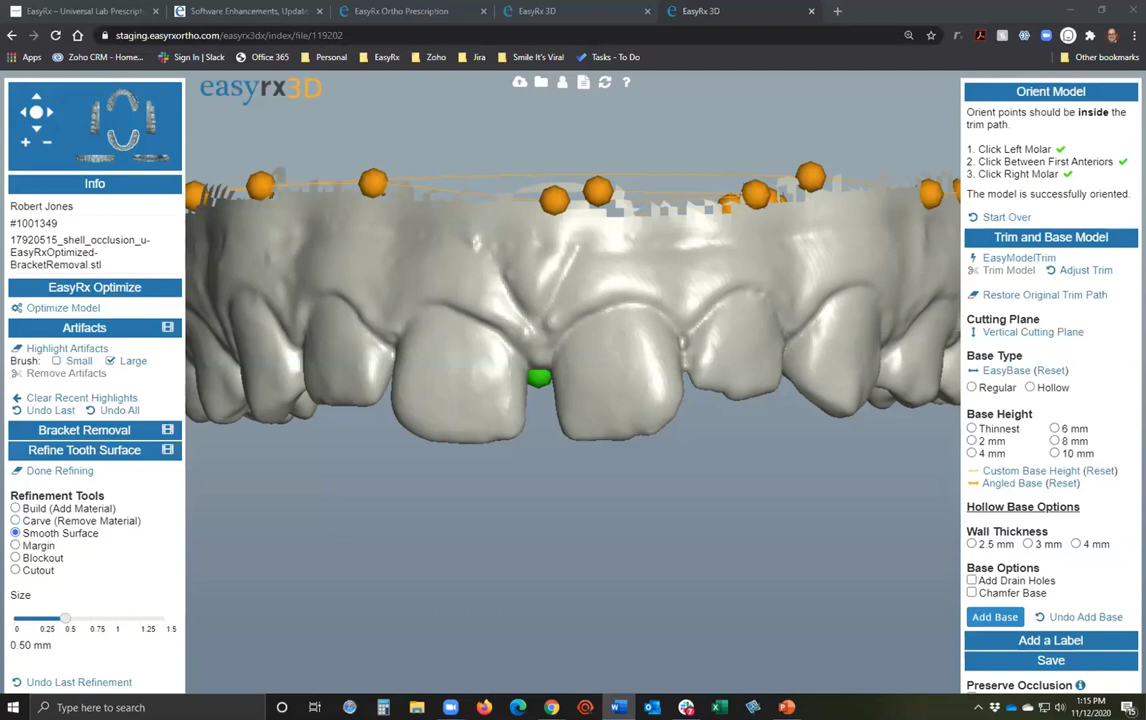 EasyRx – Universal Lab Prescript
Software Enhancements, Update
EasyRx Ortho Prescription
EasyRx 3D
EasyRx 3D
staging.easyrxortho.com/easyrx3dx/index/file/119202
Apps
Zoho CRM - Home...
Sign In | Slack
Office 365
Personal
EasyRx
Zoho
Jira
Smile It's Viral
Tasks - To Do
Other bookmarks
easyrx3D
Info
Robert Jones
#1001349
17920515_shell_occlusion_u-
EasyRxOptimized-
BracketRemoval.stl
EasyRx Optimize
Optimize Model
Artifacts
Highlight Artifacts
Brush: Small Large
Remove Artifacts
Clear Recent Highlights
Undo Last Undo All
Bracket Removal
Refine Tooth Surface
Done Refining
Refinement Tools
Build (Add Material)
Carve (Remove Material)
Smooth Surface
Margin
Blockout
Cutout
Size
0 0.25 0.5 0.75 1 1.25 1.5
0.50 mm
Undo Last Refinement
Orient Model
Orient points should be inside the
trim path.
1. Click Left Molar
2. Click Between First Anteriors
3. Click Right Molar
The model is successfully oriented.
Start Over
Trim and Base Model
EasyModelTrim
Trim Model Adjust Trim
Restore Original Trim Path
Cutting Plane
Vertical Cutting Plane
Base Type
EasyBase (Reset)
Regular Hollow
Base Height
Thinnest 6 mm
2 mm 8 mm
4 mm 10 mm
Custom Base Height (Reset)
Angled Base (Reset)
Hollow Base Options
Wall Thickness
2.5 mm 3 mm 4 mm
Base Options
Add Drain Holes
Chamfer Base
Add Base Undo Add Base
Add a Label
Save
Preserve Occlusion
Type here to search
1:15 PM
11/12/2020